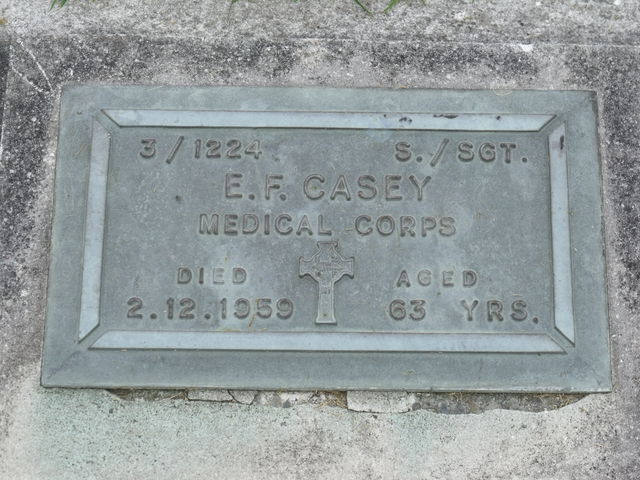 3/1224 S./SGT.
E.F. CASEY
MEDICAL CORPS
DIED AGED
2.12.1959 63 YRS.